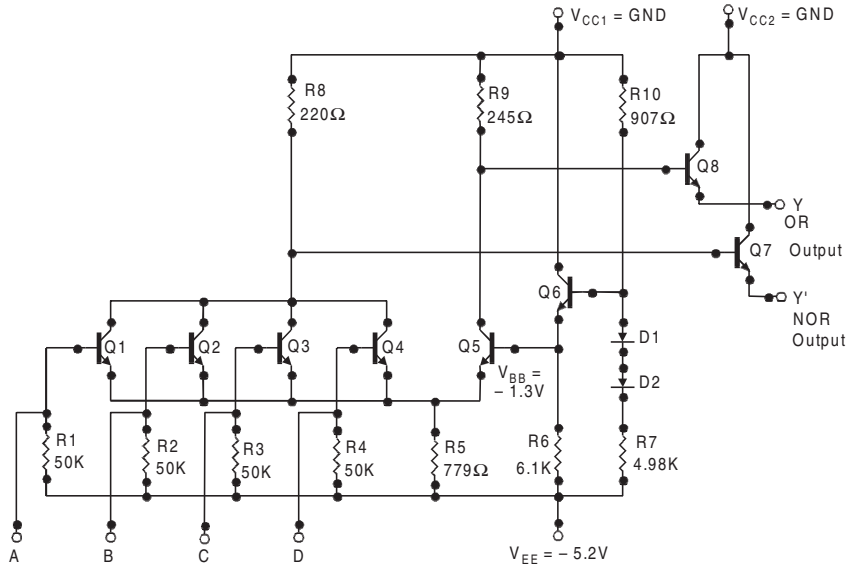 V_CC1 = GND
V_CC2 = GND
R8
220Ω
R9
245Ω
R10
907Ω
Q8
Y
OR
Output
Q7
Y'
NOR
Output
Q6
Q1
Q2
Q3
Q4
Q5
V_BB =
– 1.3V
D1
D2
R1
50K
R2
50K
R3
50K
R4
50K
R5
779Ω
R6
6.1K
R7
4.98K
A
B
C
D
V_EE = – 5.2V